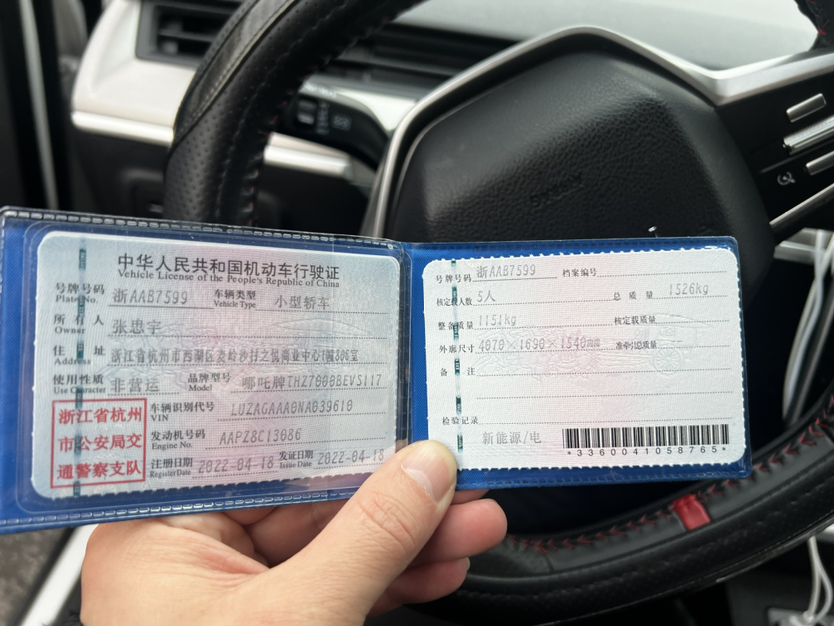 中华人民共和国机动车行驶证
Vehicle License of the People's Republic of China
号牌号码 浙AAB7599 车辆类型 小型轿车
Plate No. Vehicle Type
所有人 张忠宇
Owner
住址 浙江省杭州市西湖区
Address
使用性质 非营运 品牌型号 哪吒牌THZ7000BEVS117
Use Character Model
浙江省杭州
市公安局交
通警察支队
车辆识别代号 LUZAGAAA0NA039610
VIN
发动机号码 AAPZ8C13086
Engine No.
注册日期 2022-04-18 发证日期 2022-04-18
Register Date Issue Date
号牌号码 浙AAB7599 档案编号
核定载人数 5人 总质量 1526kg
整备质量 1151kg 核定载质量
外廓尺寸 4070×1690×1540 准牵引总质量 --
备注
检验记录
新能源/电
*3360041058765*